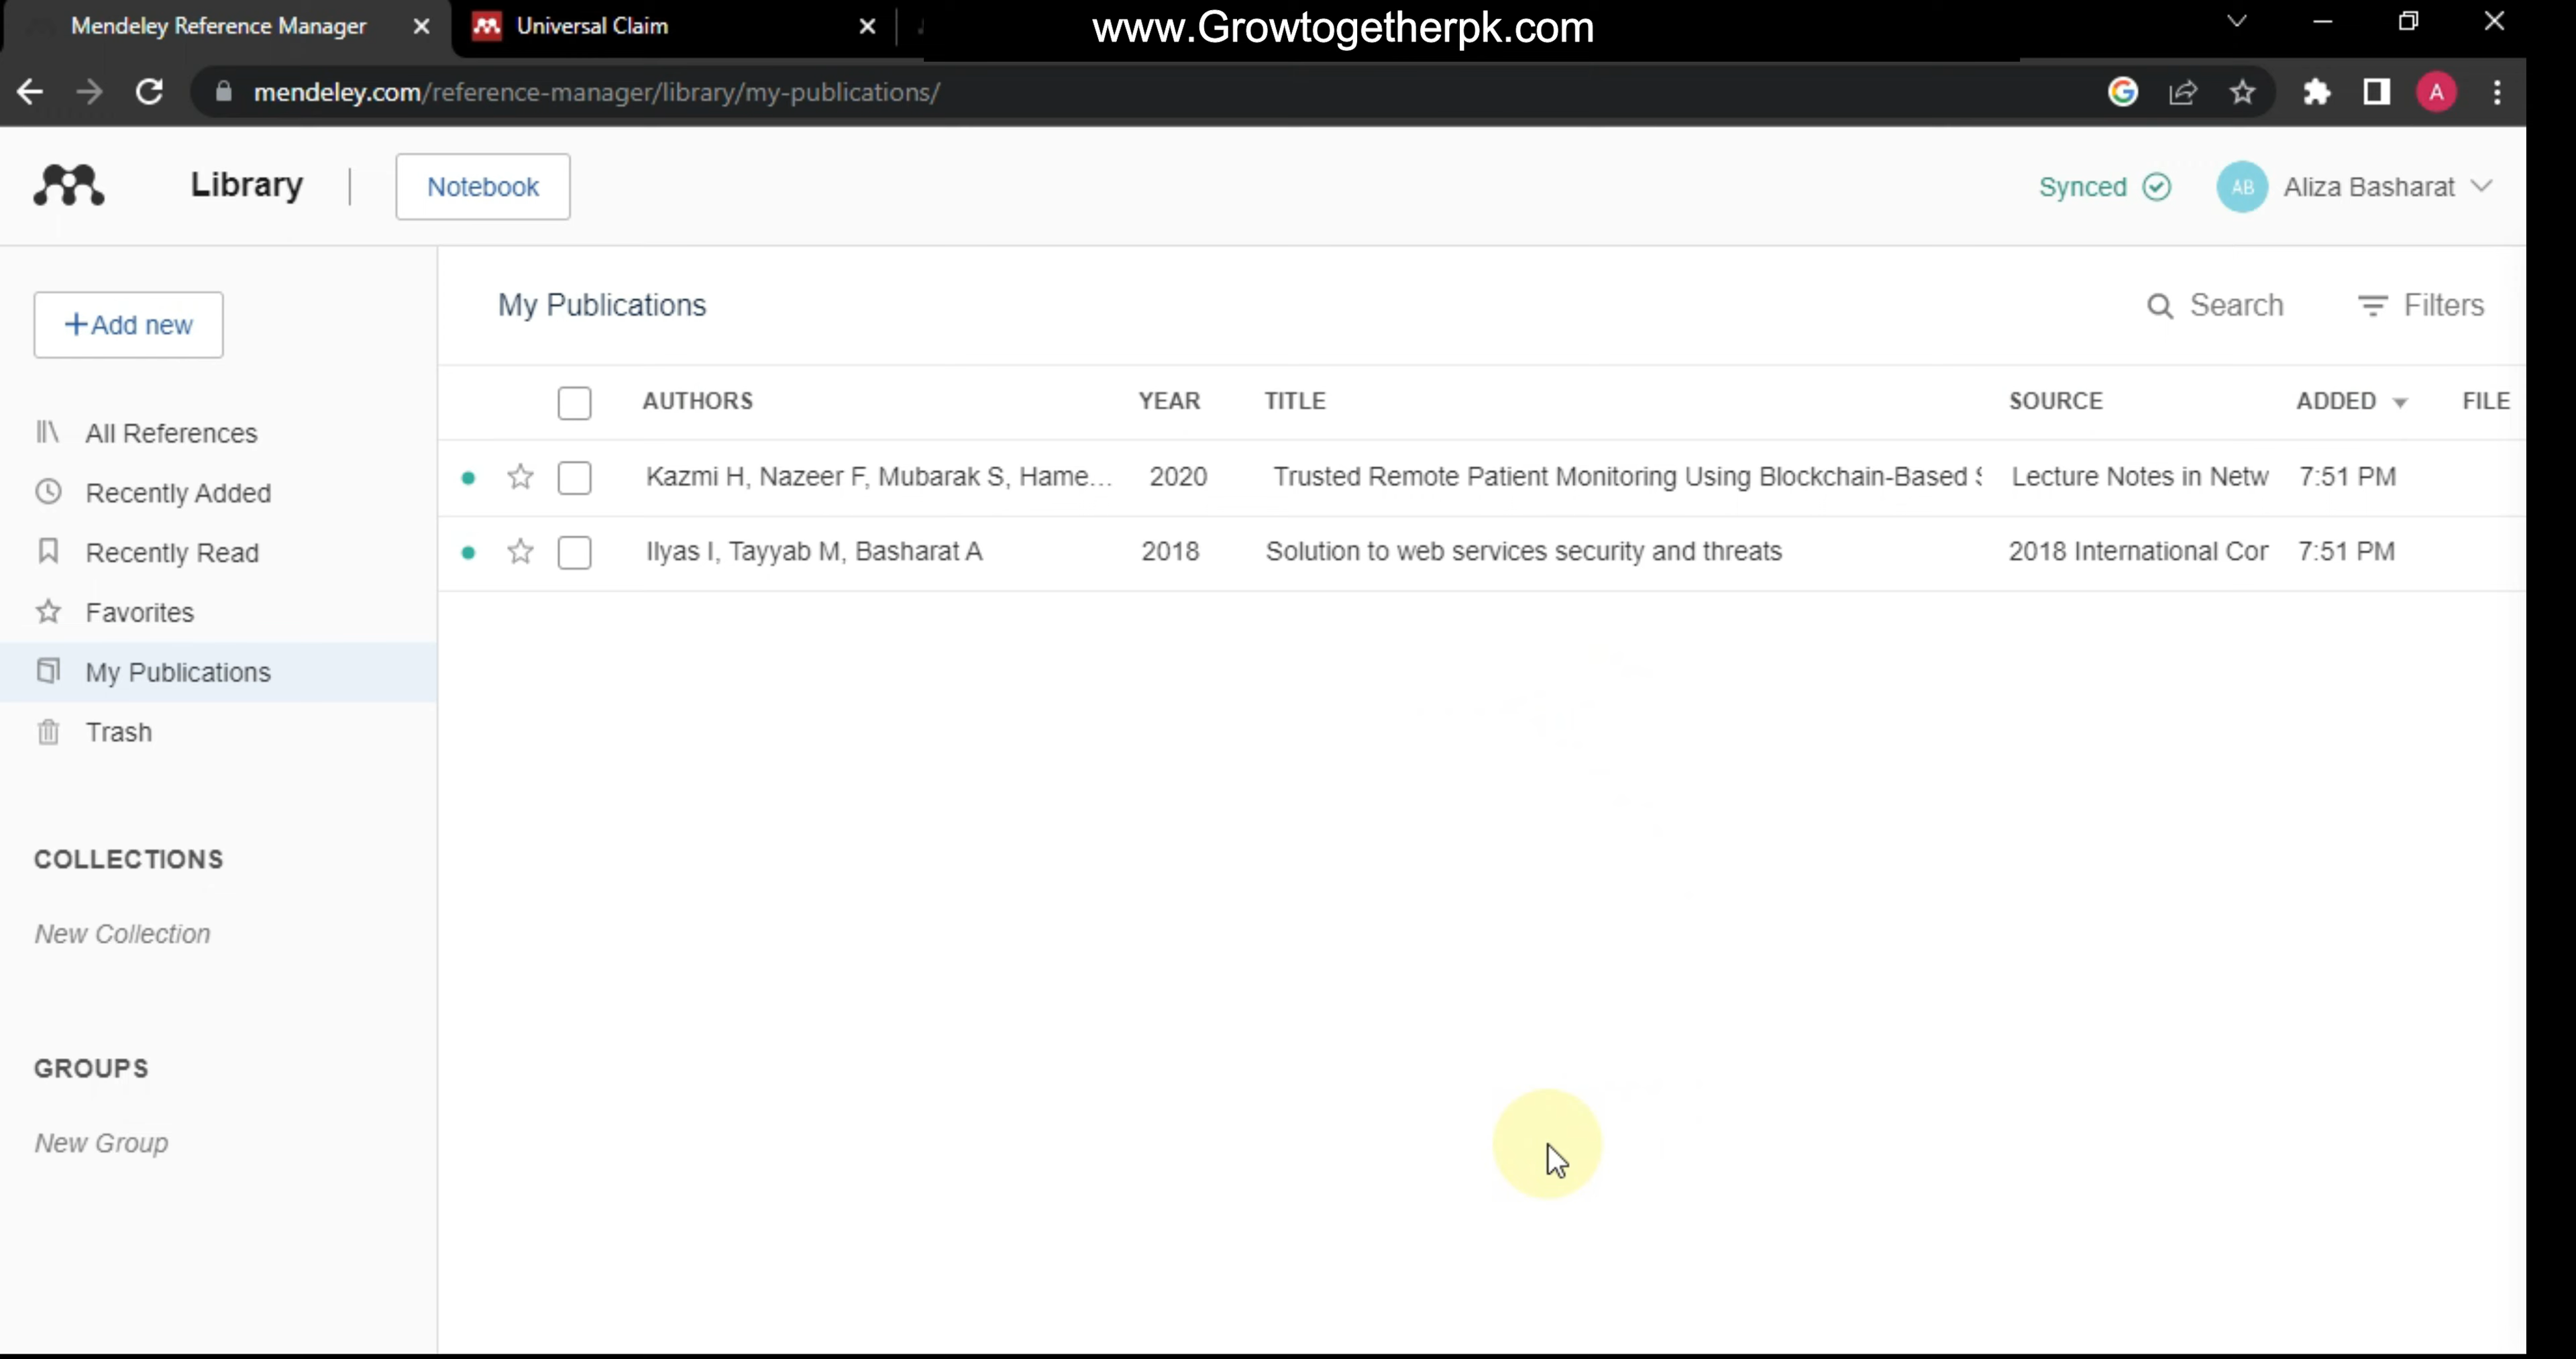 Mendeley Reference Manager
Universal Claim
www.Growtogetherpk.com
mendeley.com/reference-manager/library/my-publications/
A
Library
Notebook
Synced
AB
Aliza Basharat
+Add new
All References
Recently Added
Recently Read
Favorites
My Publications
Trash
COLLECTIONS
New Collection
GROUPS
New Group
My Publications
Search
Filters
AUTHORS YEAR TITLE SOURCE ADDED FILE
Kazmi H, Nazeer F, Mubarak S, Hame... 2020 Trusted Remote Patient Monitoring Using Blockchain-Based Lecture Notes in Netw 7:51 PM
Ilyas I, Tayyab M, Basharat A 2018 Solution to web services security and threats 2018 International Cor 7:51 PM